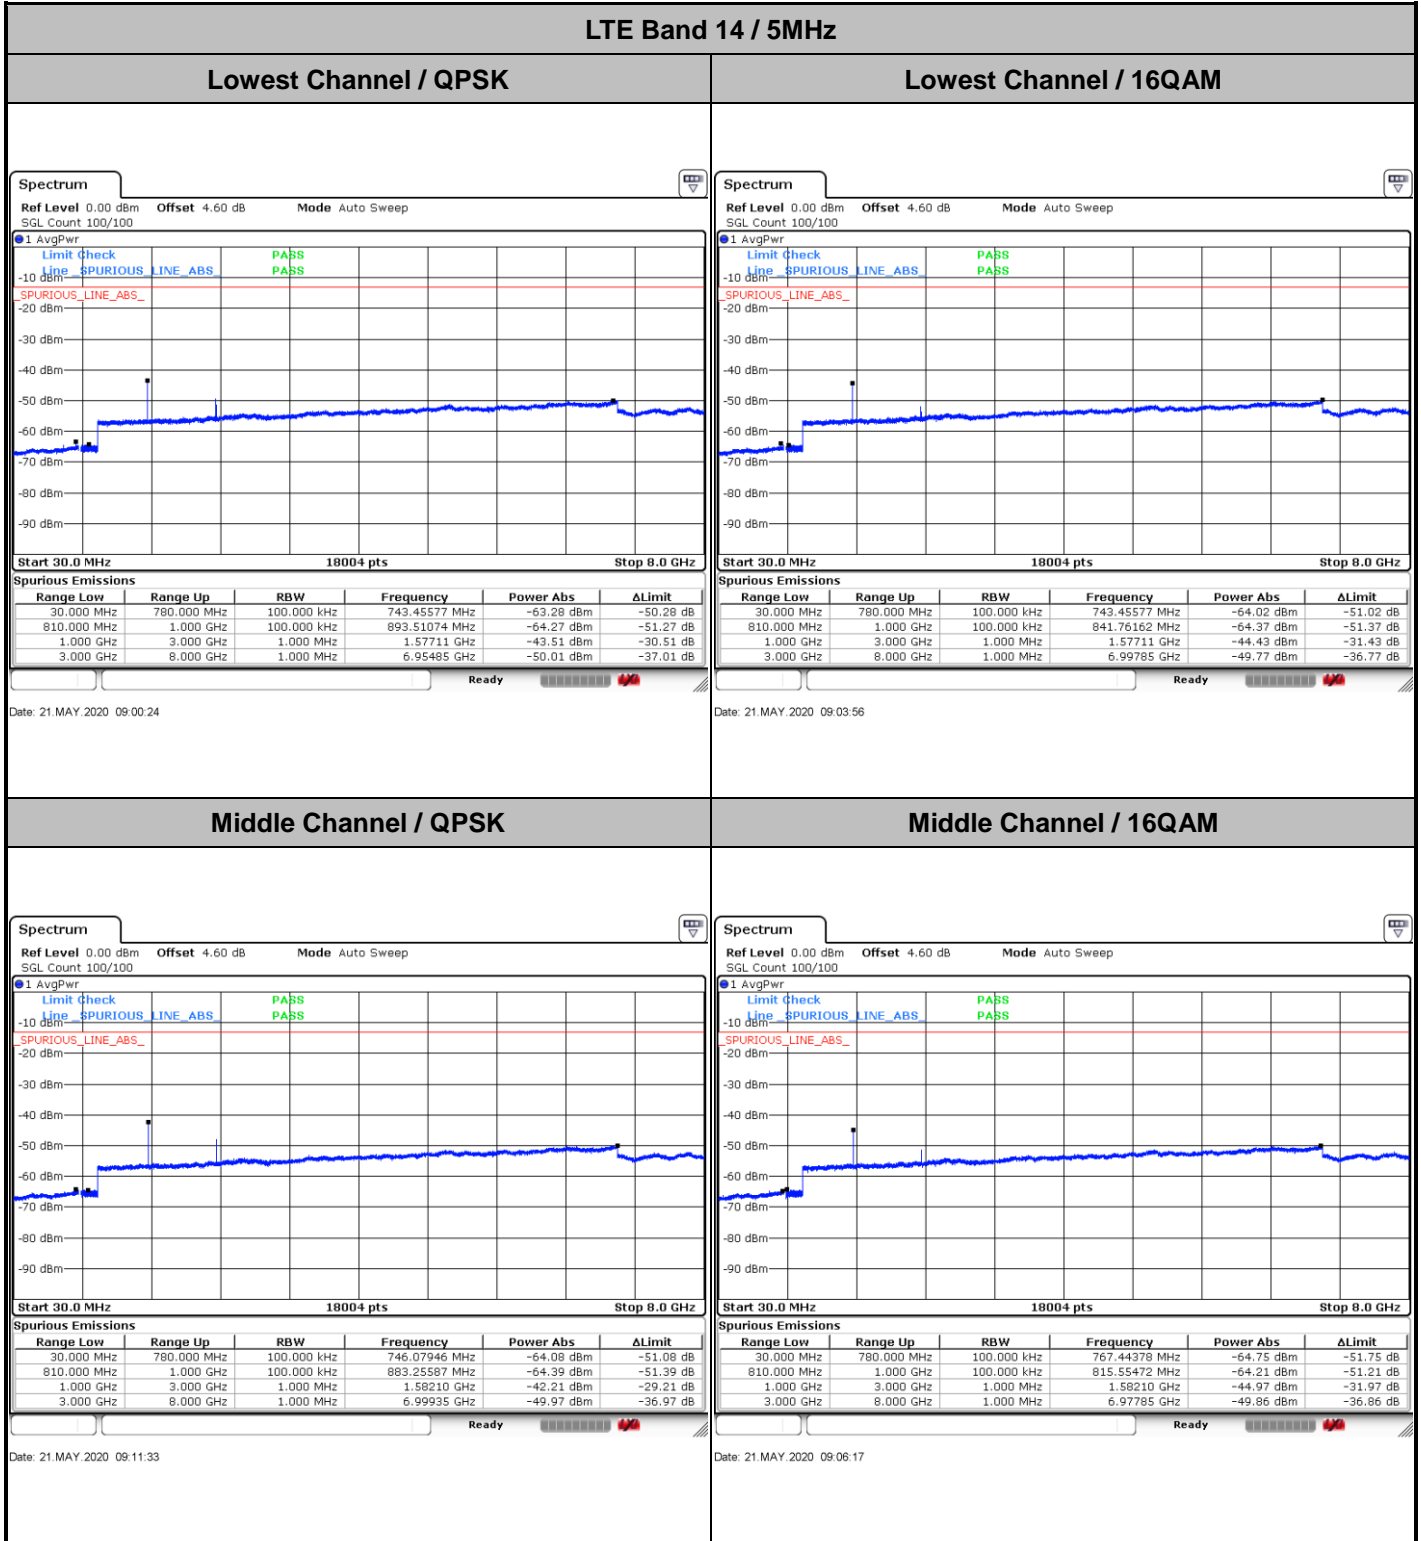 LTE Band 14 / 5MHz
Lowest Channel / QPSK
Lowest Channel / 16QAM
Spectrum
Ref Level 0.00 dBm Offset 4.60 dB Mode Auto Sweep
SGL Count 100/100
1 AvgPwr
Limit Check PASS
Line _SPURIOUS_LINE_ABS_ PASS
-10 dBm
_SPURIOUS_LINE_ABS_
-20 dBm
-30 dBm
-40 dBm
-50 dBm
-60 dBm
-70 dBm
-80 dBm
-90 dBm
Start 30.0 MHz 18004 pts Stop 8.0 GHz
Spurious Emissions
Range Low Range Up RBW Frequency Power Abs ΔLimit
30.000 MHz 780.000 MHz 100.000 kHz 743.45577 MHz -63.28 dBm -50.28 dB
810.000 MHz 1.000 GHz 100.000 kHz 893.51074 MHz -64.27 dBm -51.27 dB
1.000 GHz 3.000 GHz 1.000 MHz 1.57711 GHz -43.51 dBm -30.51 dB
3.000 GHz 8.000 GHz 1.000 MHz 6.95485 GHz -50.01 dBm -37.01 dB
Ready
Date: 21.MAY.2020 09:00:24
Spectrum
Ref Level 0.00 dBm Offset 4.60 dB Mode Auto Sweep
SGL Count 100/100
1 AvgPwr
Limit Check PASS
Line _SPURIOUS_LINE_ABS_ PASS
-10 dBm
_SPURIOUS_LINE_ABS_
-20 dBm
-30 dBm
-40 dBm
-50 dBm
-60 dBm
-70 dBm
-80 dBm
-90 dBm
Start 30.0 MHz 18004 pts Stop 8.0 GHz
Spurious Emissions
Range Low Range Up RBW Frequency Power Abs ΔLimit
30.000 MHz 780.000 MHz 100.000 kHz 743.45577 MHz -64.02 dBm -51.02 dB
810.000 MHz 1.000 GHz 100.000 kHz 841.76162 MHz -64.37 dBm -51.37 dB
1.000 GHz 3.000 GHz 1.000 MHz 1.57711 GHz -44.43 dBm -31.43 dB
3.000 GHz 8.000 GHz 1.000 MHz 6.99785 GHz -49.77 dBm -36.77 dB
Ready
Date: 21.MAY.2020 09:03:56
Middle Channel / QPSK
Middle Channel / 16QAM
Spectrum
Ref Level 0.00 dBm Offset 4.60 dB Mode Auto Sweep
SGL Count 100/100
1 AvgPwr
Limit Check PASS
Line _SPURIOUS_LINE_ABS_ PASS
-10 dBm
_SPURIOUS_LINE_ABS_
-20 dBm
-30 dBm
-40 dBm
-50 dBm
-60 dBm
-70 dBm
-80 dBm
-90 dBm
Start 30.0 MHz 18004 pts Stop 8.0 GHz
Spurious Emissions
Range Low Range Up RBW Frequency Power Abs ΔLimit
30.000 MHz 780.000 MHz 100.000 kHz 746.07946 MHz -64.08 dBm -51.08 dB
810.000 MHz 1.000 GHz 100.000 kHz 883.25587 MHz -64.39 dBm -51.39 dB
1.000 GHz 3.000 GHz 1.000 MHz 1.58210 GHz -42.21 dBm -29.21 dB
3.000 GHz 8.000 GHz 1.000 MHz 6.99935 GHz -49.97 dBm -36.97 dB
Ready
Date: 21.MAY.2020 09:11:33
Spectrum
Ref Level 0.00 dBm Offset 4.60 dB Mode Auto Sweep
SGL Count 100/100
1 AvgPwr
Limit Check PASS
Line _SPURIOUS_LINE_ABS_ PASS
-10 dBm
_SPURIOUS_LINE_ABS_
-20 dBm
-30 dBm
-40 dBm
-50 dBm
-60 dBm
-70 dBm
-80 dBm
-90 dBm
Start 30.0 MHz 18004 pts Stop 8.0 GHz
Spurious Emissions
Range Low Range Up RBW Frequency Power Abs ΔLimit
30.000 MHz 780.000 MHz 100.000 kHz 767.44378 MHz -64.75 dBm -51.75 dB
810.000 MHz 1.000 GHz 100.000 kHz 815.55472 MHz -64.21 dBm -51.21 dB
1.000 GHz 3.000 GHz 1.000 MHz 1.58210 GHz -44.97 dBm -31.97 dB
3.000 GHz 8.000 GHz 1.000 MHz 6.97785 GHz -49.86 dBm -36.86 dB
Ready
Date: 21.MAY.2020 09:06:17